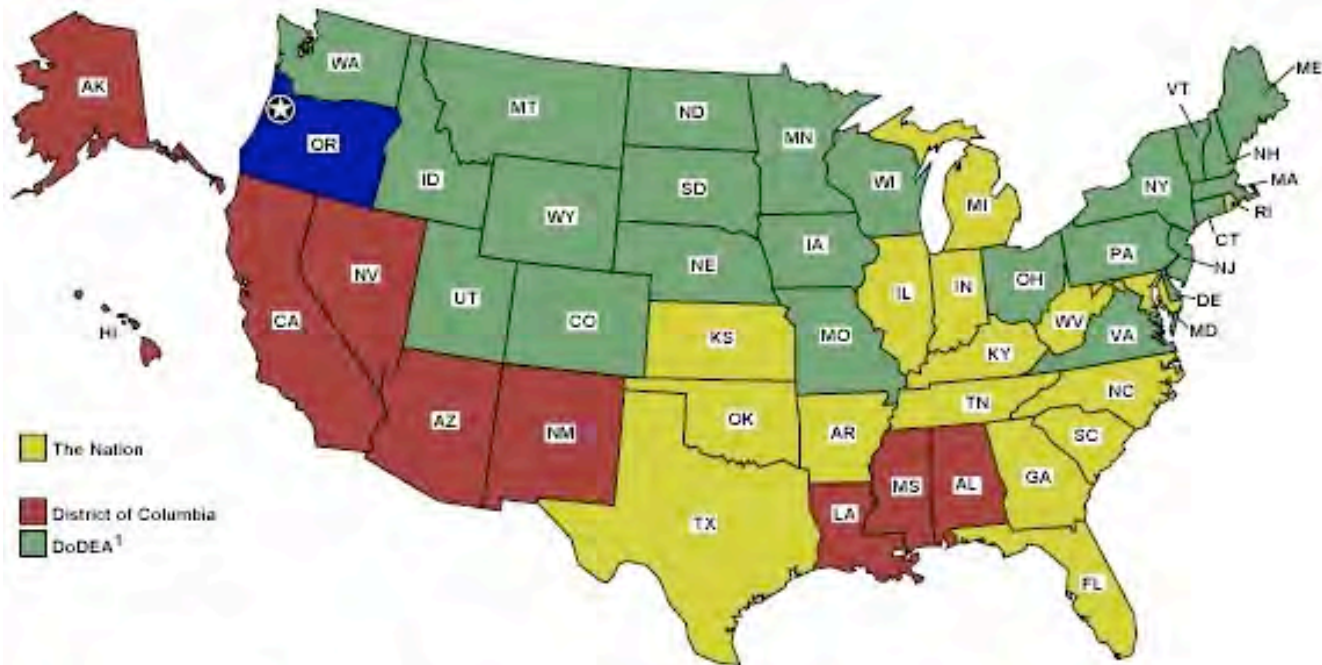 ME
VT
WA
AK
MT
ND
MN
OR
NH
ID
WI
NY
MA
SD
MI
RI
WY
CT
IA
PA
NE
NJ
NV
OH
UT
IL
IN
DE
CA
CO
WV
HI
MD
KS
MO
VA
KY
NC
TN
AZ
OK
NM
AR
SC
The Nation
GA
MS
AL
District of Columbia
LA
TX
DoDEA¹
FL